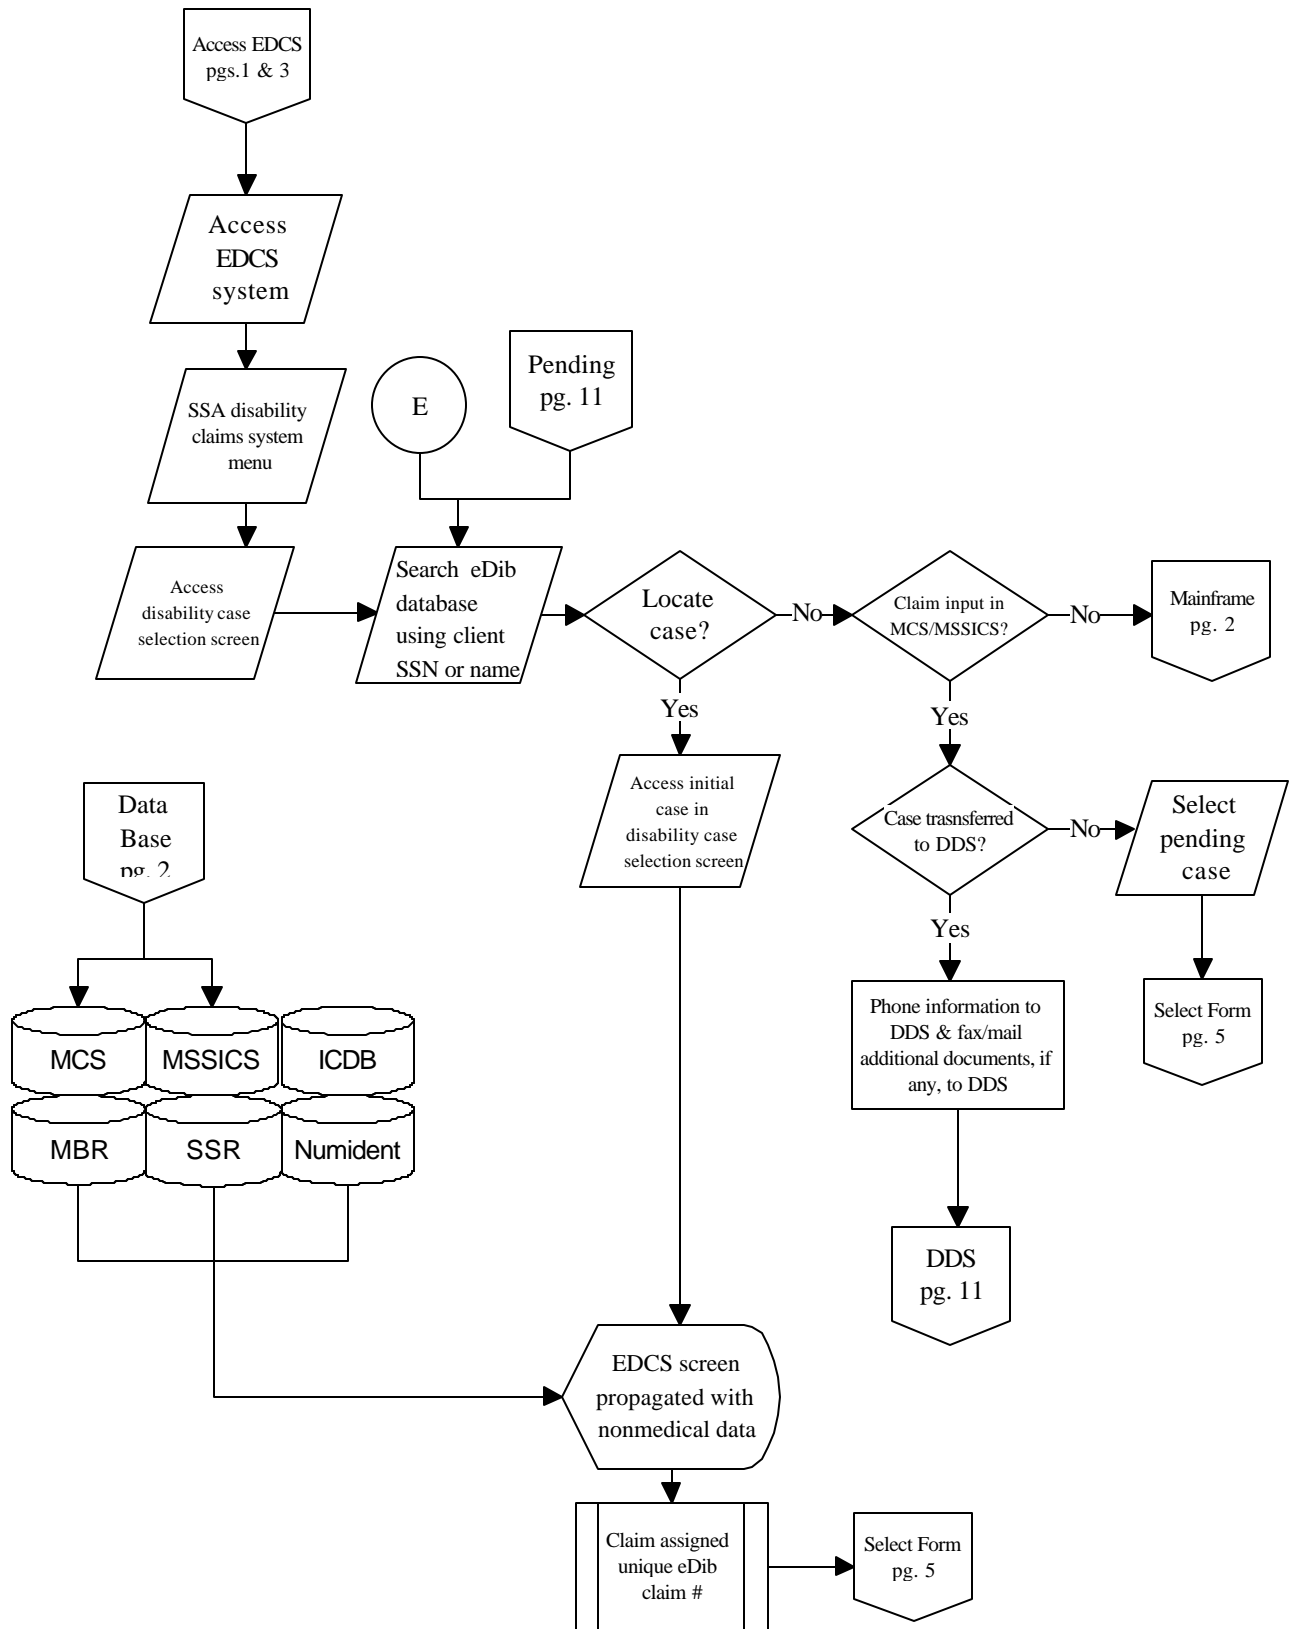 Access EDCS
pgs.1 & 3
Access
EDCS
system
SSA disability
claims system
menu
E
Pending
pg. 11
Access
disability case
selection screen
Search eDib
database
using client
SSN or name
Locate
case?
No
Claim input in
MCS/MSSICS?
No
Mainframe
pg. 2
Yes
Yes
Access initial
case in
disability case
selection screen
Case trasnsferred
to DDS?
No
Select
pending
case
Yes
Select Form
pg. 5
Phone information to
DDS & fax/mail
additional documents, if
any, to DDS
DDS
pg. 11
Data
Base
pg. 2
MCS
MSSICS
ICDB
MBR
SSR
Numident
EDCS screen
propagated with
nonmedical data
Claim assigned
unique eDib
claim #
Select Form
pg. 5